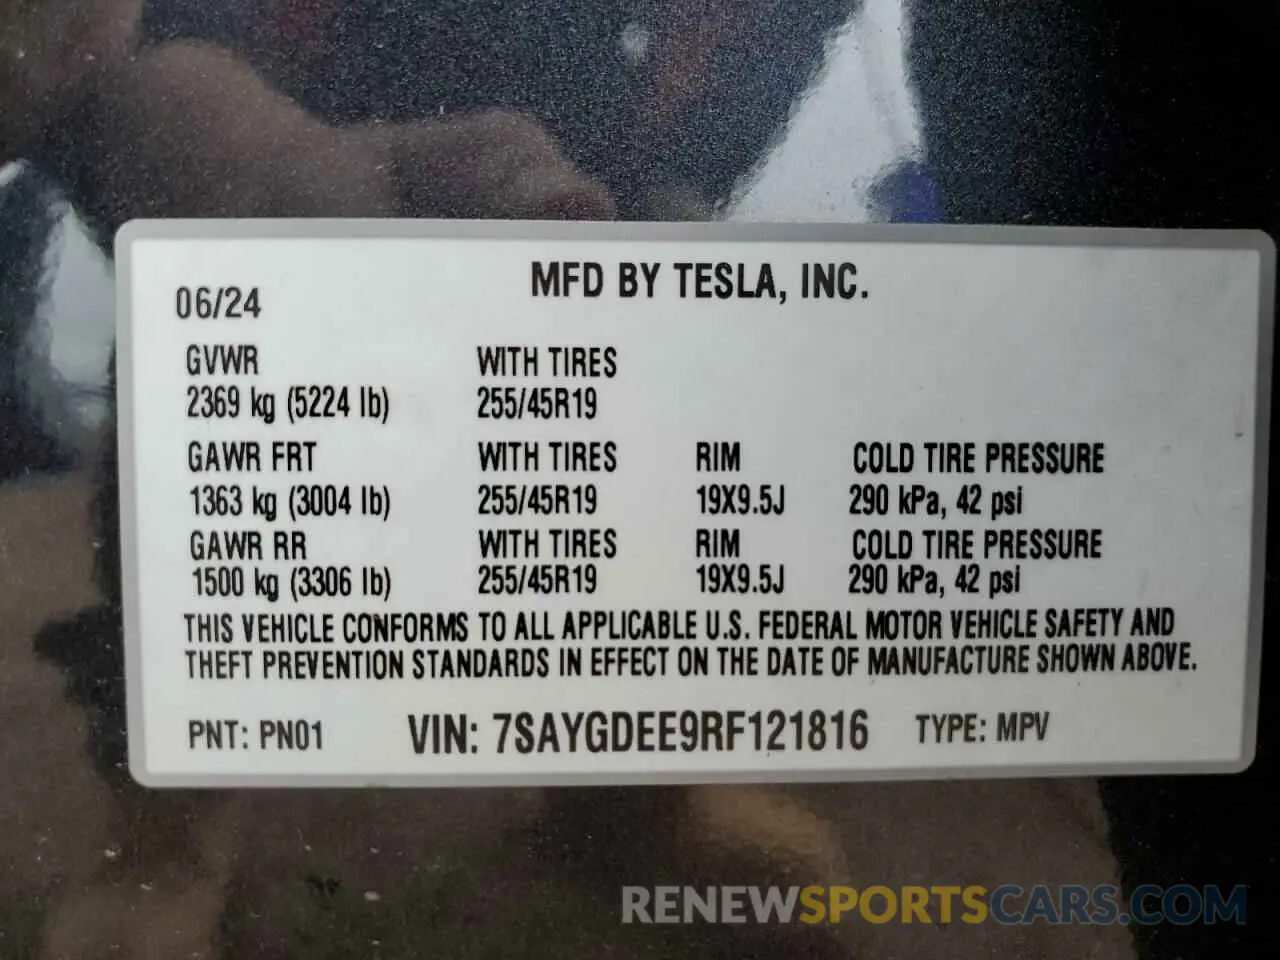 MFD BY TESLA, INC.
06/24
GVWR WITH TIRES
2369 kg (5224 lb) 255/45R19
GAWR FRT WITH TIRES RIM COLD TIRE PRESSURE
1363 kg (3004 lb) 255/45R19 19X9.5J 290 kPa, 42 psi
GAWR RR WITH TIRES RIM COLD TIRE PRESSURE
1500 kg (3306 lb) 255/45R19 19X9.5J 290 kPa, 42 psi
THIS VEHICLE CONFORMS TO ALL APPLICABLE U.S. FEDERAL MOTOR VEHICLE SAFETY AND
THEFT PREVENTION STANDARDS IN EFFECT ON THE DATE OF MANUFACTURE SHOWN ABOVE.
PNT: PN01 VIN: 7SAYGDEE9RF121816 TYPE: MPV
RENEWSPORTSCARS.COM